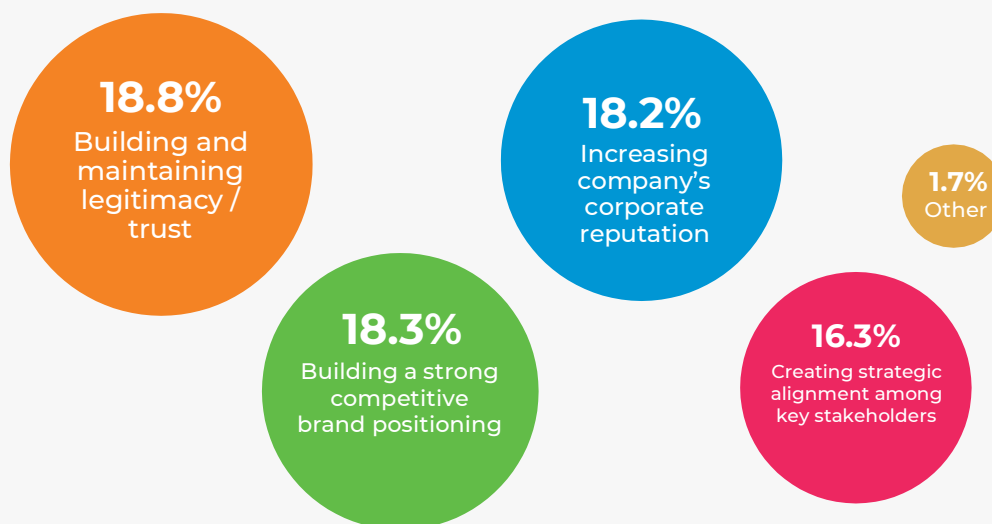 18.8%
Building and
maintaining
legitimacy /
trust
18.2%
Increasing
company’s
corporate
reputation
1.7%
Other
18.3%
Building a strong
competitive
brand positioning
16.3%
Creating strategic
alignment among
key stakeholders